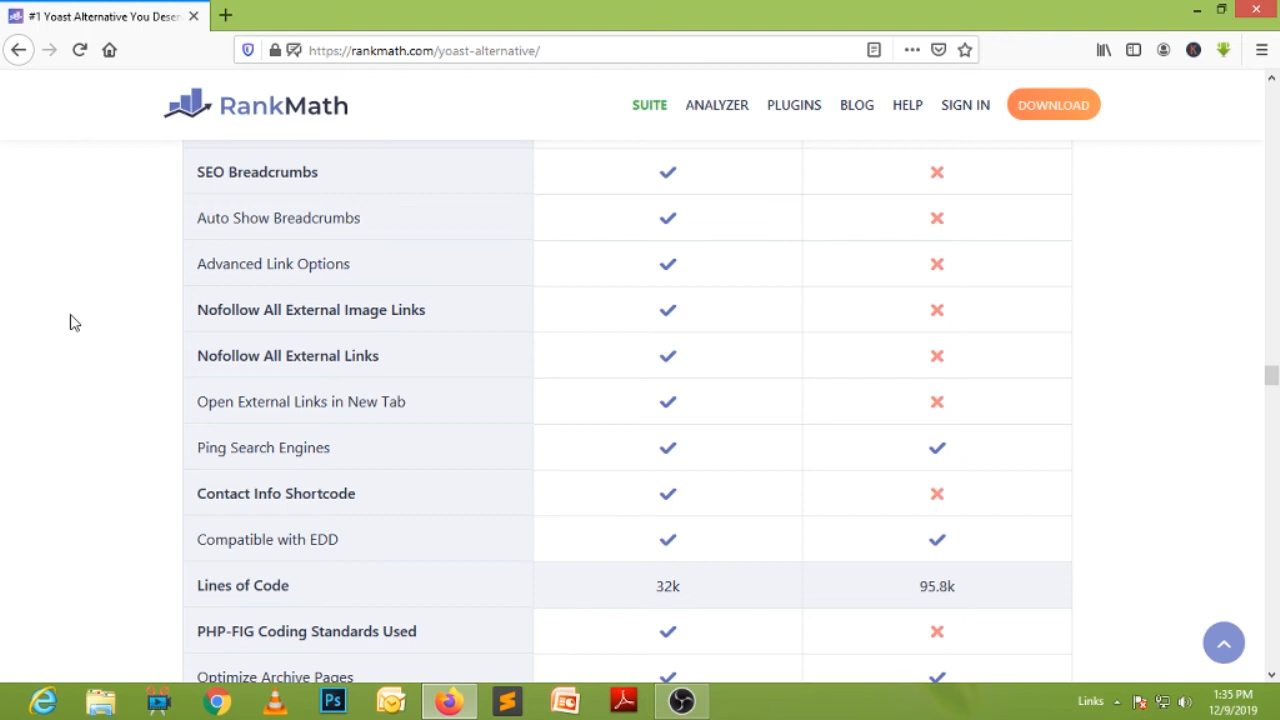 #1 Yoast Alternative You Deser
https://rankmath.com/yoast-alternative/
RankMath
SUITE
ANALYZER
PLUGINS
BLOG
HELP
SIGN IN
DOWNLOAD
SEO Breadcrumbs
Auto Show Breadcrumbs
Advanced Link Options
Nofollow All External Image Links
Nofollow All External Links
Open External Links in New Tab
Ping Search Engines
Contact Info Shortcode
Compatible with EDD
Lines of Code 32k 95.8k
PHP-FIG Coding Standards Used
Optimize Archive Pages
Ps
Links
1:35 PM
12/9/2019